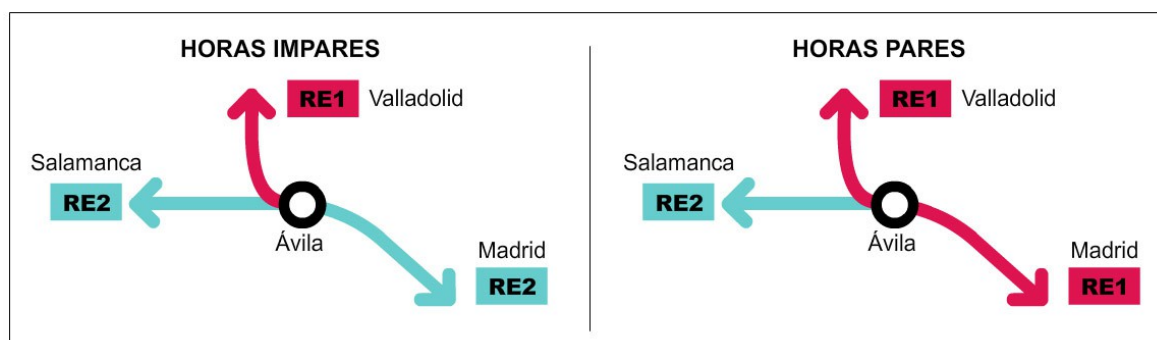 HORAS IMPARES
RE1 Valladolid
Salamanca
RE2
Ávila
Madrid
RE2
HORAS PARES
RE1 Valladolid
Salamanca
RE2
Ávila
Madrid
RE1